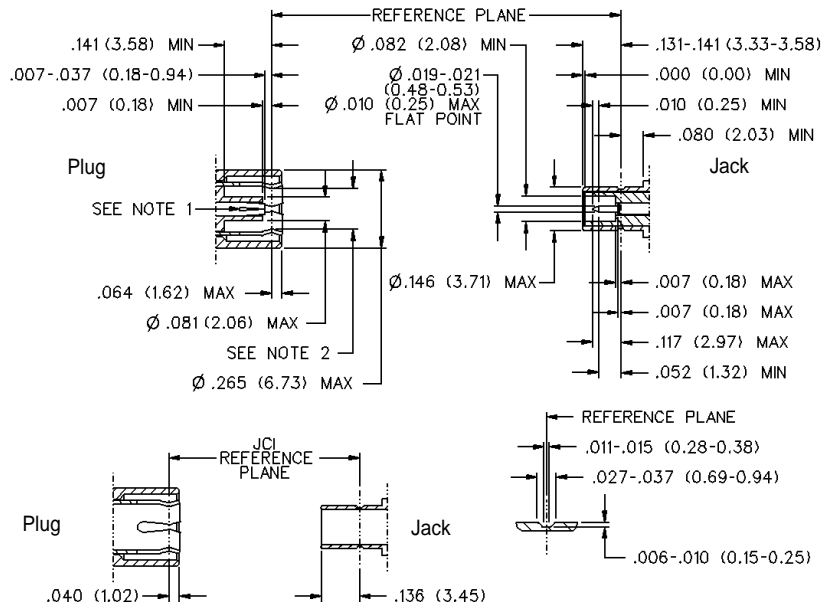 REFERENCE PLANE
.141 (3.58) MIN
Ø.082 (2.08) MIN
.131-.141 (3.33-3.58)
.007-.037 (0.18-0.94)
Ø.019-.021
(0.48-0.53)
.000 (0.00) MIN
.007 (0.18) MIN
Ø.010 (0.25) MAX
FLAT POINT
.010 (0.25) MIN
.080 (2.03) MIN
Plug
Jack
SEE NOTE 1
.064 (1.62) MAX
Ø.146 (3.71) MAX
.007 (0.18) MAX
Ø.081 (2.06) MAX
.007 (0.18) MAX
SEE NOTE 2
.117 (2.97) MAX
Ø.265 (6.73) MAX
.052 (1.32) MIN
JCI
REFERENCE
PLANE
REFERENCE PLANE
.011-.015 (0.28-0.38)
.027-.037 (0.69-0.94)
Plug
Jack
.006-.010 (0.15-0.25)
.040 (1.02)
.136 (3.45)